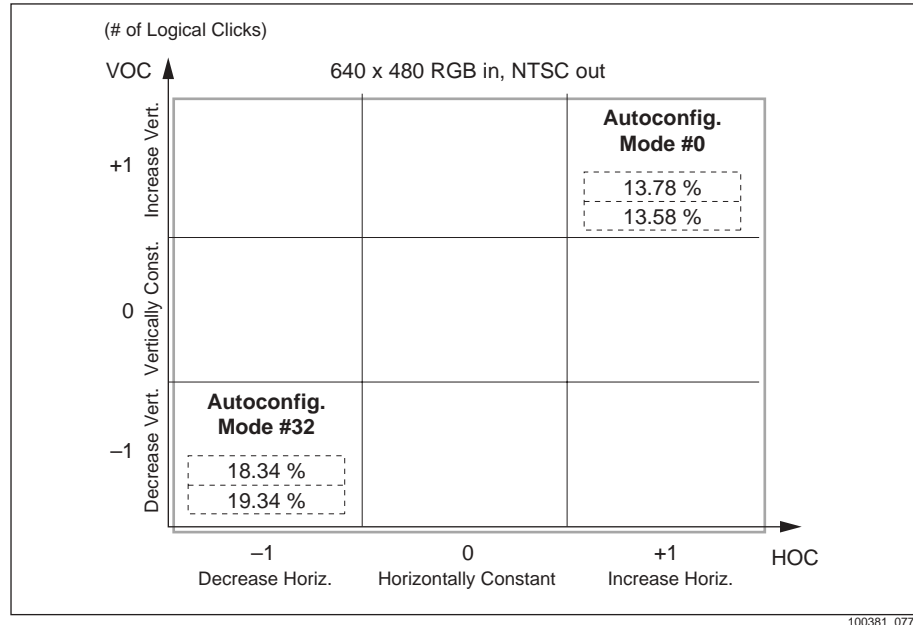 (# of Logical Clicks)
VOC
640 x 480 RGB in, NTSC out
Increase Vert.
+1
Autoconfig.
Mode #0
13.78 %
13.58 %
Vertically Const.
0
Decrease Vert.
–1
Autoconfig.
Mode #32
18.34 %
19.34 %
–1
0
+1
HOC
Decrease Horiz.
Horizontally Constant
Increase Horiz.
100381_077